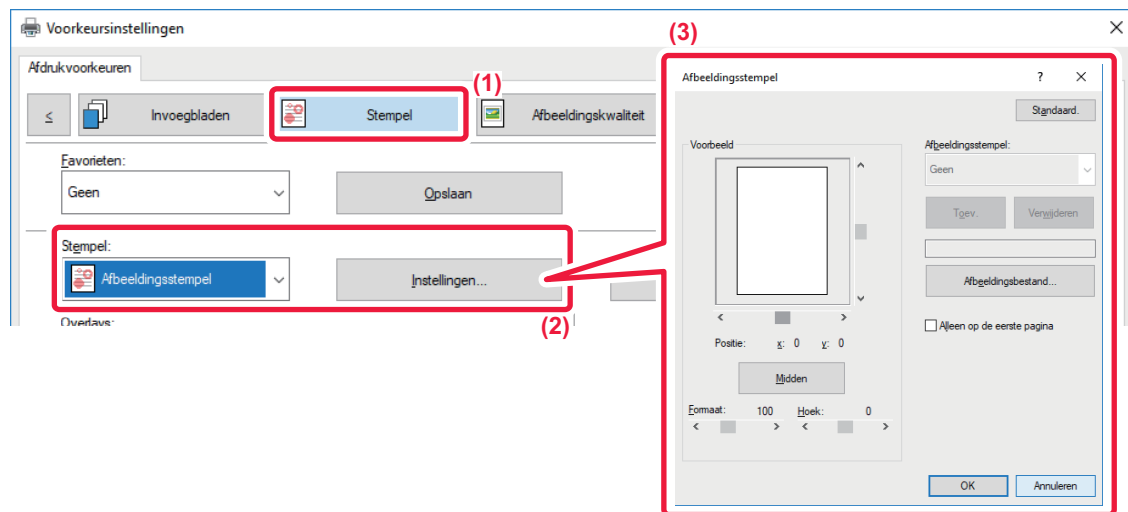 Voorkeursinstellingen
(3)
Afdrukvoorkeuren
(1)
<
Invoegbladen
Stempel
Afbeeldingskwaliteit
Favorieten:
Geen
Opslaan
Stempel:
Afbeeldingsstempel
Instellingen...
Overlays:
(2)
Afbeeldingsstempel
?
Standaard.
Voorbeeld
Afbeeldingsstempel:
Geen
Toev.
Verwijderen
Afbeeldingsbestand...
Alleen op de eerste pagina
Positie: x: 0 y: 0
Midden
Formaat: 100 Hoek: 0
OK
Annuleren